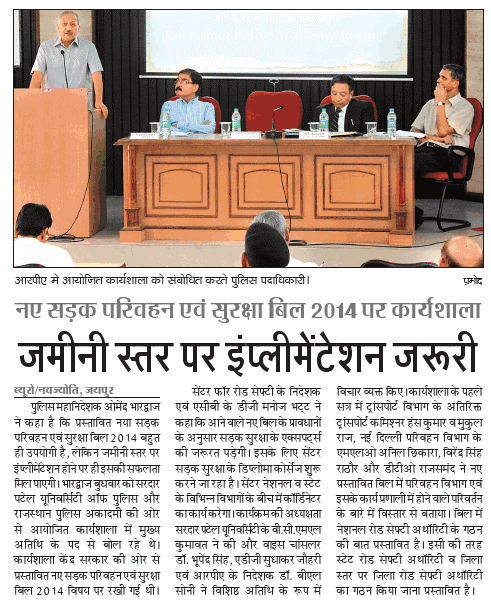 1st October 2014
Rajasthan Police Academy, Jaipur
आरपीए मे आयोजित कार्यशाला को संबोधित करते पुलिस पदाधिकारी।
प्रमोद
नए सड़क परिवहन एवं सुरक्षा बिल 2014 पर कार्यशाला
जमीनी स्तर पर इंप्लीमेंटेशन जरूरी
ब्यूरो/नवज्योति, जयपुर
पुलिस महानिदेशक ओमेंद्र भारद्वाज
ने कहा है कि प्रस्तावित नया सड़क
परिवहन एवं सुरक्षा बिल 2014 बहुत
ही उपयोगी है, लेकिन जमीनी स्तर पर
इंप्लीमेंटेशन होने पर ही इसकी सफलता
मिल पाएगी। भारद्वाज बुधवार को सरदार
पटेल यूनिवर्सिटी ऑफ पुलिस और
राजस्थान पुलिस अकादमी की ओर
से आयोजित कार्यशाला में मुख्य
अतिथि के पद से बोल रहे थे।
कार्यशाला केंद्र सरकार की ओर से
प्रस्तावित नए सड़क परिवहन एवं सुरक्षा
बिल 2014 विषय पर रखी गई थी।
सेंटर फॉर रोड सेफ्टी के निदेशक
एवं एसीबी के डीजी मनोज भट्ट ने
कहा कि आने वाले नए बिल के प्रावधानों
के अनुसार सड़क सुरक्षा के एक्सपर्ट्स
की जरूरत पड़ेगी। इसके लिए सेंटर
सड़क सुरक्षा के डिप्लोमा कोर्सेज शुरू
करने जा रहा है। सेंटर नेशनल व स्टेट
के विभिन्न विभागों के बीच में कॉर्डिनेटर
का कार्य करेगा। कार्यक्रम की अध्यक्षता
सरदार पटेल यूनिवर्सिटी के वी.सी.एमएल
कुमावत ने की और वाइस चांसलर
डॉ. भूपेंद्र सिंह, एडीजी सुधाकर जौहरी
एवं आरपीए के निदेशक डॉ. बीएल
सोनी ने विशिष्ठ अतिथि के रूप में
विचार व्यक्त किए। कार्यशाला के पहले
सत्र में ट्रांसपोर्ट विभाग के अतिरिक्त
ट्रांसपोर्ट कमिश्नर हंस कुमार व मुकुल
राज, नई दिल्ली परिवहन विभाग के
एमएलओ अनिल छिकारा, विरेंद्र सिंह
राठौर और डीटीओ राजसमंद ने नए
प्रस्तावित बिल में परिवहन विभाग एवं
इसके कार्य प्रणाली में होने वाले परिवर्तन
के बारे में विस्तार से बताया। बिल में
नेशनल रोड सेफ्टी अथॉरिटी के गठन
की बात प्रस्तावित है। इसी की तरह
स्टेट रोड सेफ्टी अथॉरिटी व जिला
स्तर पर जिला रोड सेफ्टी अथॉरिटी
का गठन किया जाना प्रस्तावित है।